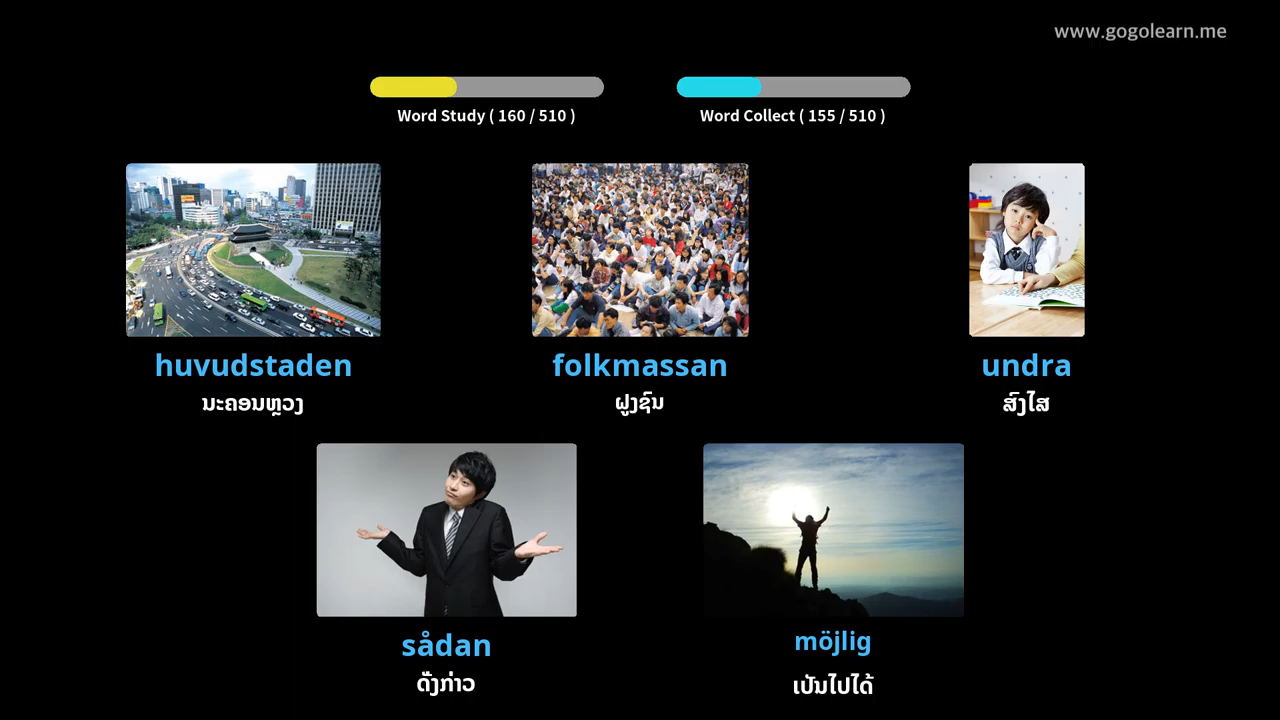 www.gogolearn.me
Word Study ( 160 / 510 )
Word Collect ( 155 / 510 )
huvudstaden
ນະຄອນຫຼວງ
folkmassan
ຝູງຊົນ
undra
ສົງໄສ
sådan
ດັ່ງກ່າວ
möjlig
ເປັນໄປໄດ້